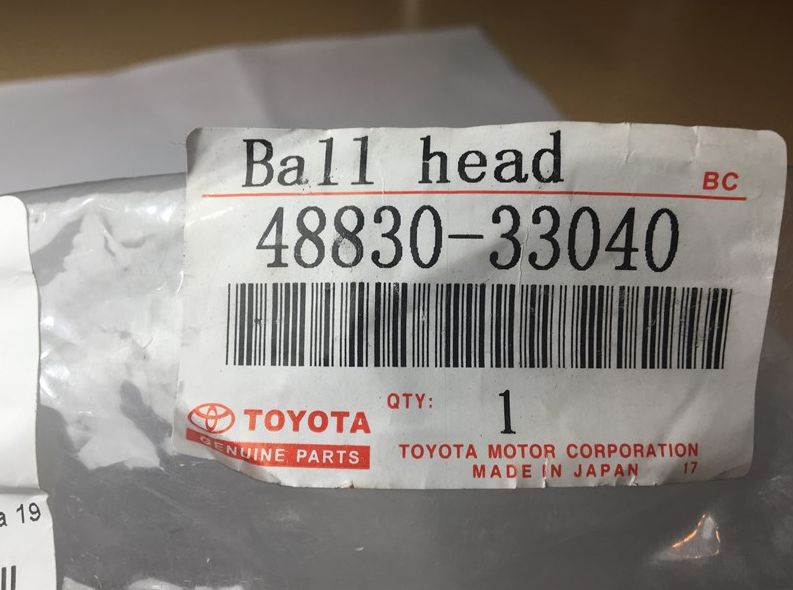 Ball head
BC
48830-33040
QTY: 1
TOYOTA
GENUINE PARTS
TOYOTA MOTOR CORPORATION
MADE IN JAPAN 17
a 19